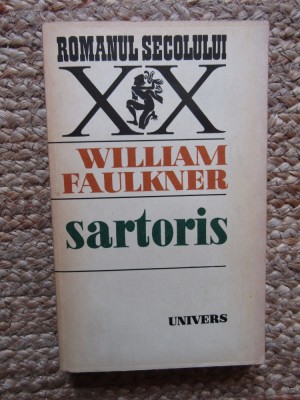 ROMANUL SECOLULUI
XX
WILLIAM
FAULKNER
sartoris
UNIVERS